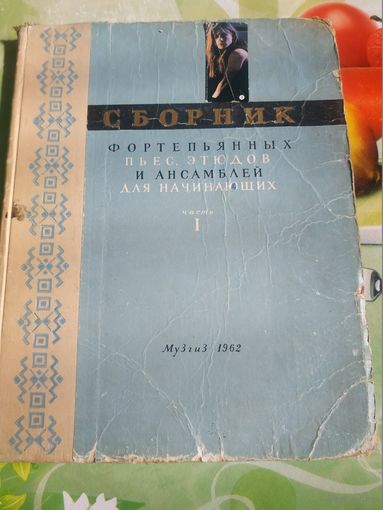 СБОРНИК
ФОРТЕПЬЯННЫХ
ПЬЕС, ЭТЮДОВ
И АНСАМБЛЕЙ
ДЛЯ НАЧИНАЮЩИХ
часть
I
МуЗгиЗ 1962